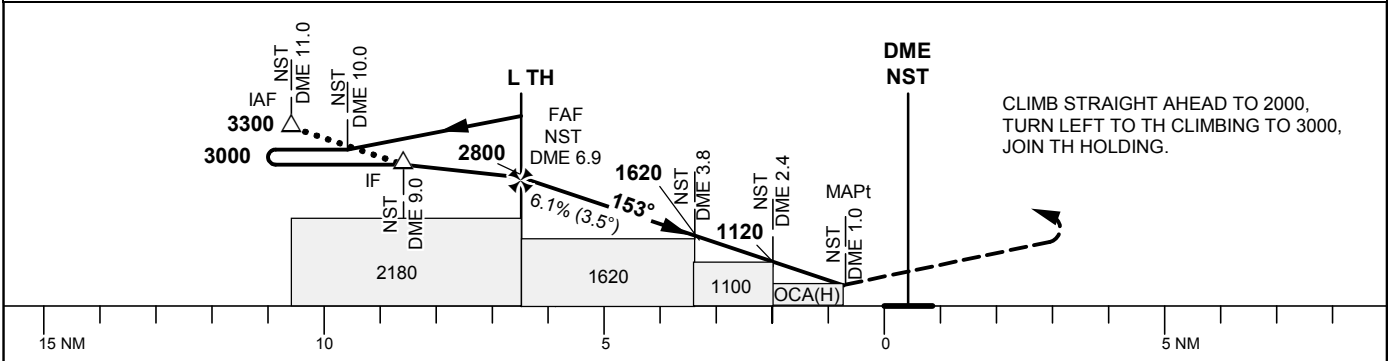 NST
DME 11.0
IAF
3300
NST
DME 10.0
3000
IF
NST
DME 9.0
L TH
FAF
NST
DME 6.9
2800
6.1% (3.5°)
153°
1620
NST
DME 3.8
1120
NST
DME 2.4
MAPt
NST
DME 1.0
DME
NST
CLIMB STRAIGHT AHEAD TO 2000,
TURN LEFT TO TH CLIMBING TO 3000,
JOIN TH HOLDING.
2180
1620
1100
OCA(H)
15 NM
10
5
0
5 NM